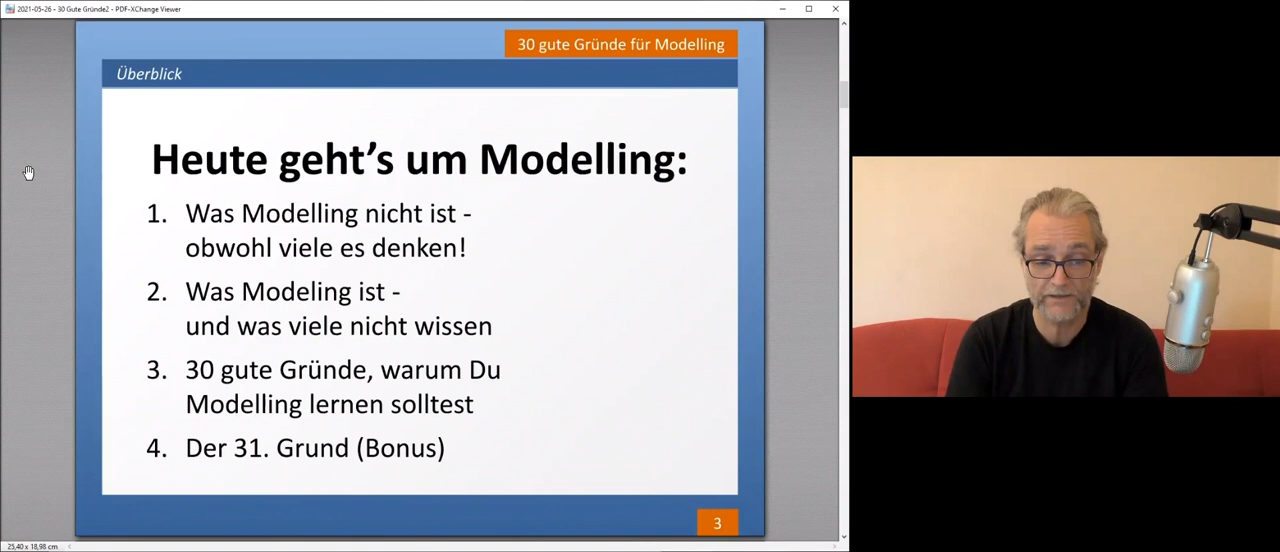 2021-05-26 - 30 Gute Gründe2 - PDF-XChange Viewer
30 gute Gründe für Modelling
Überblick
Heute geht's um Modelling:
1. Was Modelling nicht ist -
obwohl viele es denken!
2. Was Modeling ist -
und was viele nicht wissen
3. 30 gute Gründe, warum Du
Modelling lernen solltest
4. Der 31. Grund (Bonus)
3
25,40 x 18,98 cm